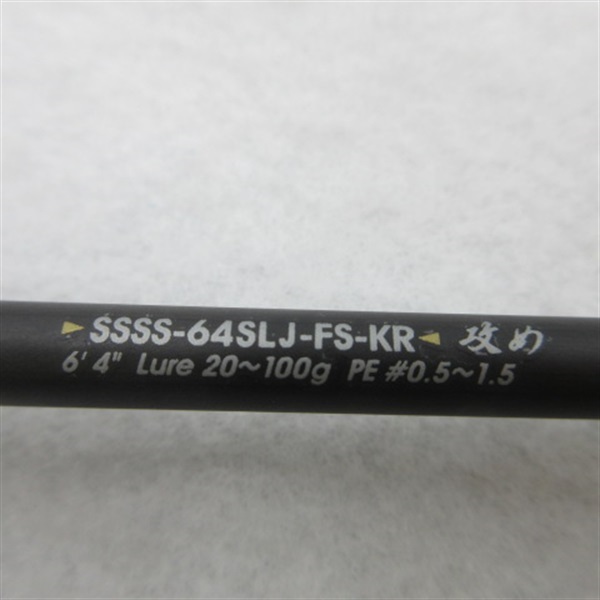 SSSS-64SLJ-FS-KR 攻め
6' 4" Lure 20~100g PE #0.5~1.5